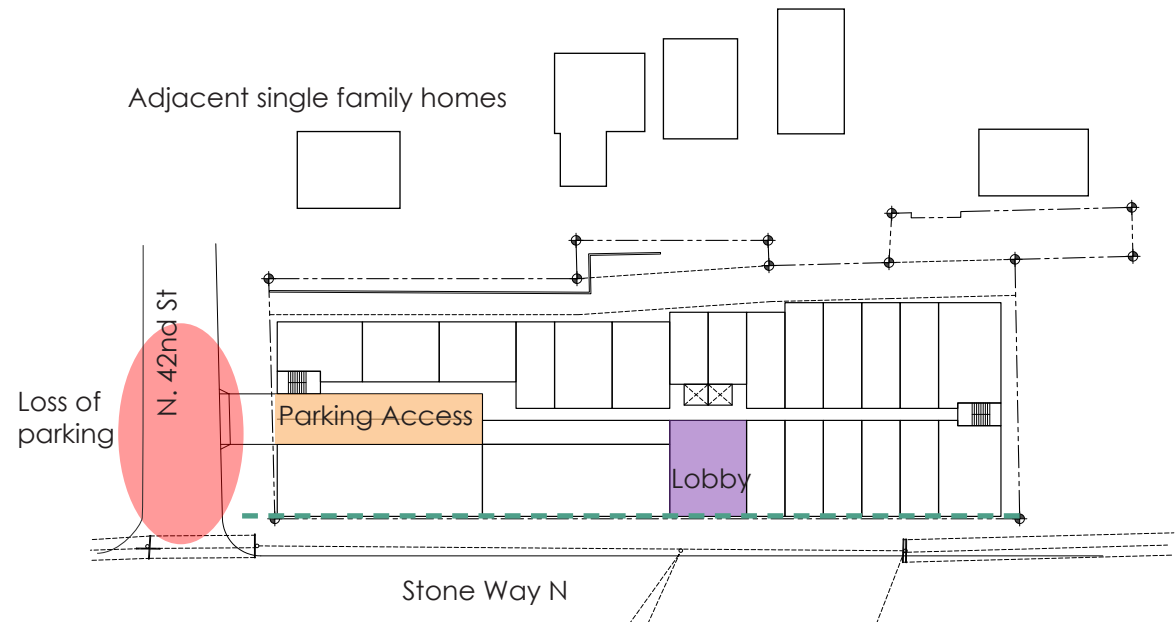 Adjacent single family homes
N. 42nd St
Loss of
parking
Parking Access
Lobby
Stone Way N